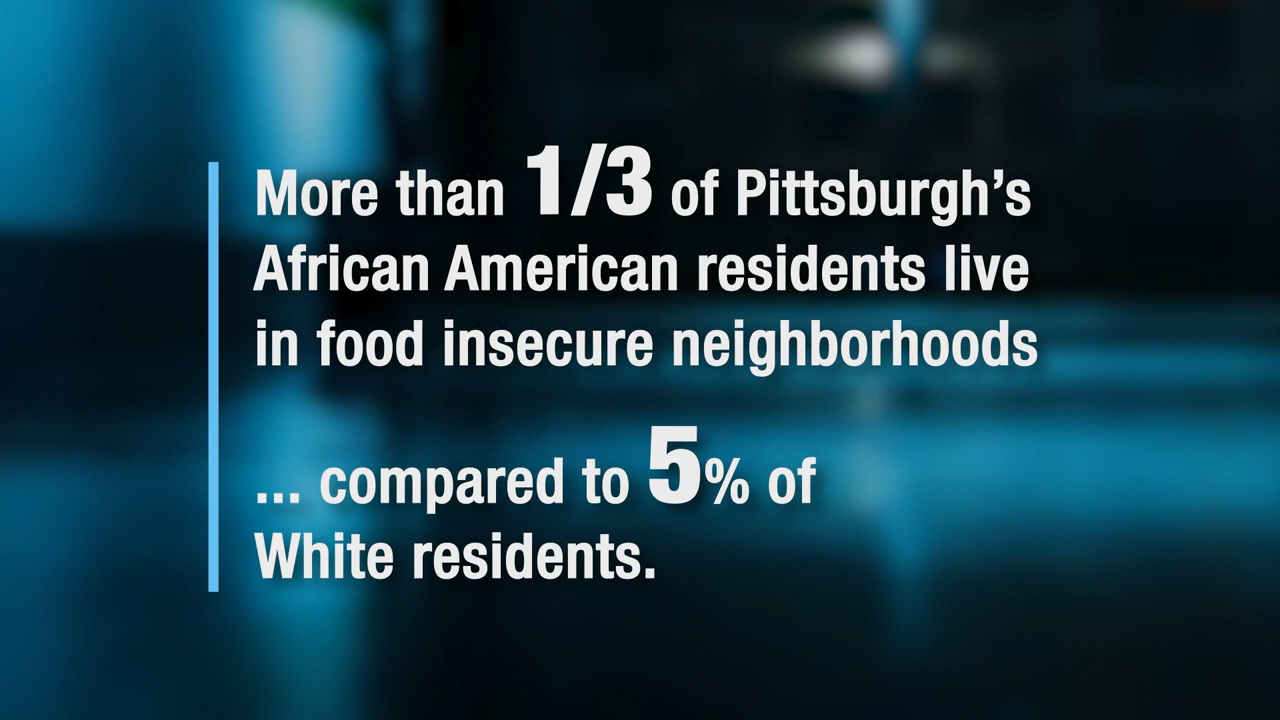 More than 1/3 of Pittsburgh’s
African American residents live
in food insecure neighborhoods
... compared to 5% of
White residents.